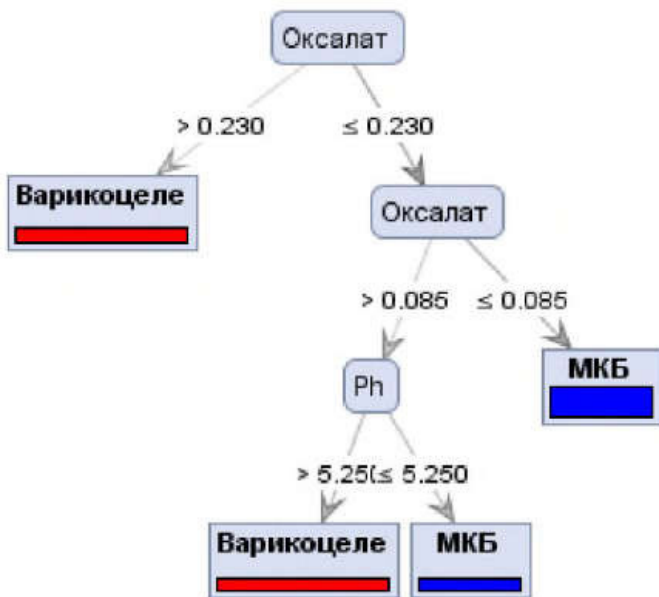 Оксалат
> 0.230 ≤ 0.230
Варикоцеле
Оксалат
> 0.085 ≤ 0.085
МКБ
Ph
> 5.25(≤ 5.250
Варикоцеле МКБ